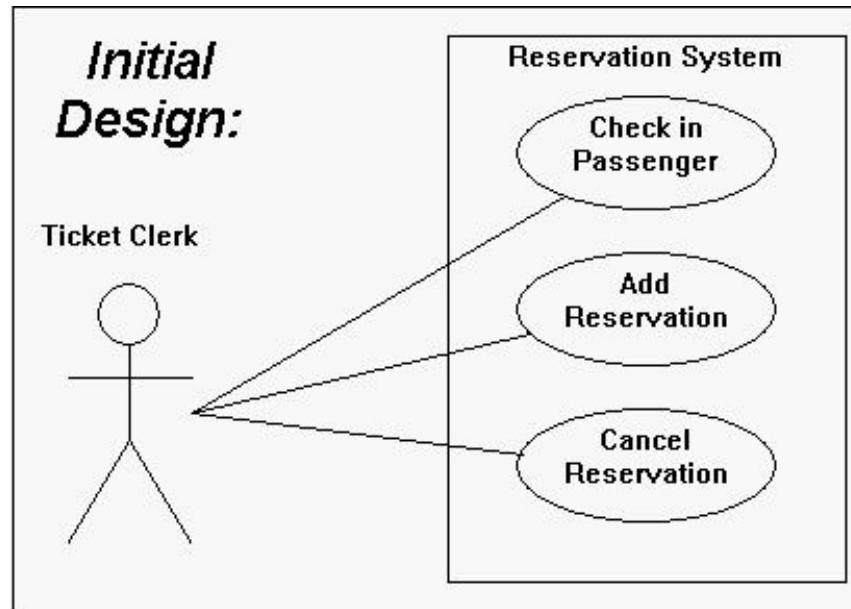 Initial
Design:
Reservation System
Check in
Passenger
Ticket Clerk
Add
Reservation
Cancel
Reservation